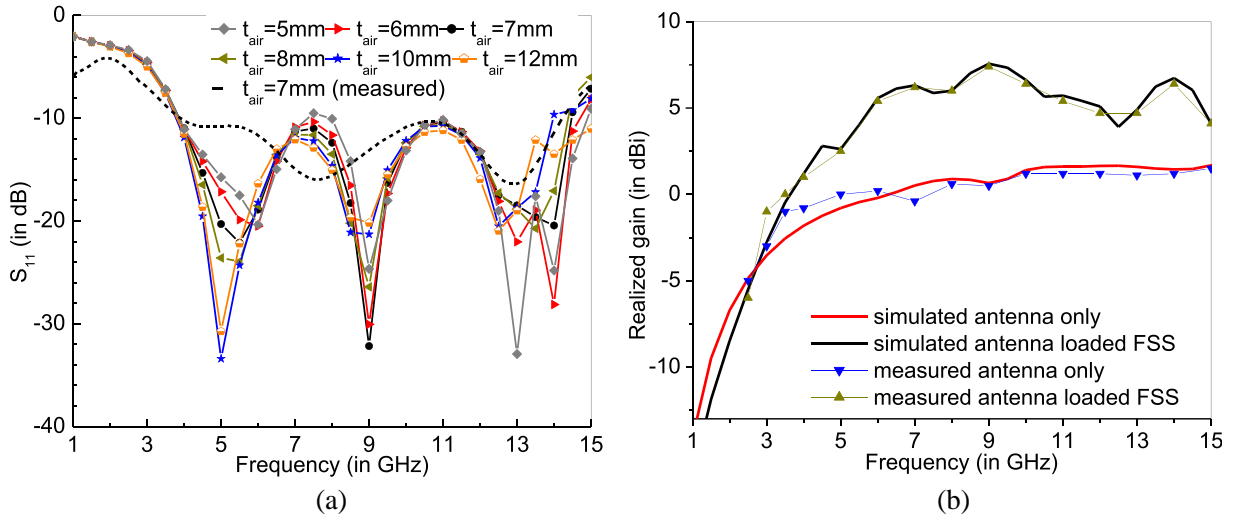 0
-10
-20
-30
-40
S11 (in dB)
tair=5mm tair=6mm tair=7mm
tair=8mm tair=10mm tair=12mm
tair=7mm (measured)
1 3 5 7 9 11 13 15
Frequency (in GHz)
(a)
10
5
0
-5
-10
Realized gain (in dBi)
simulated antenna only
simulated antenna loaded FSS
measured antenna only
measured antenna loaded FSS
1 3 5 7 9 11 13 15
Frequency (in GHz)
(b)